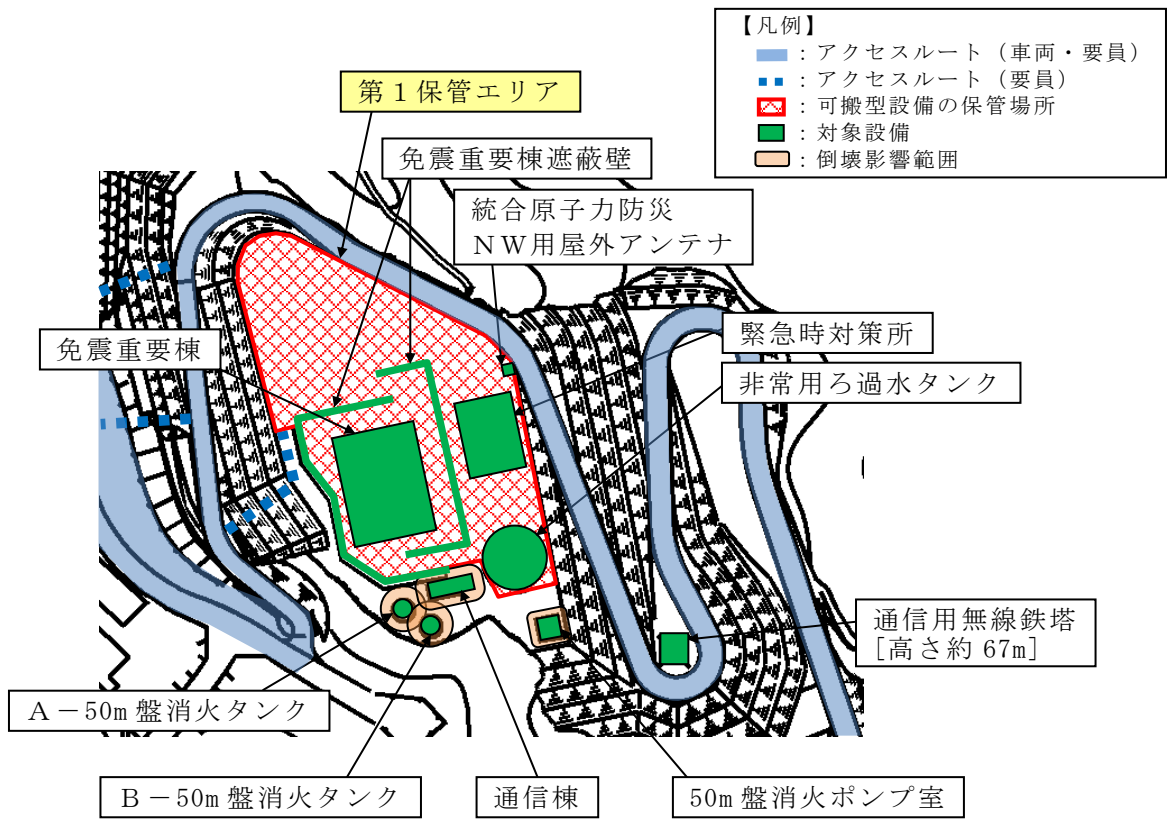 【凡例】
：アクセスルート（車両・要員）
：アクセスルート（要員）
：可搬型設備の保管場所
：対象設備
：倒壊影響範囲
第１保管エリア
免震重要棟遮蔽壁
統合原子力防災
ＮＷ用屋外アンテナ
免震重要棟
緊急時対策所
非常用ろ過水タンク
通信用無線鉄塔
[高さ約 67m]
Ａ－50m 盤消火タンク
Ｂ－50m 盤消火タンク
通信棟
50m 盤消火ポンプ室